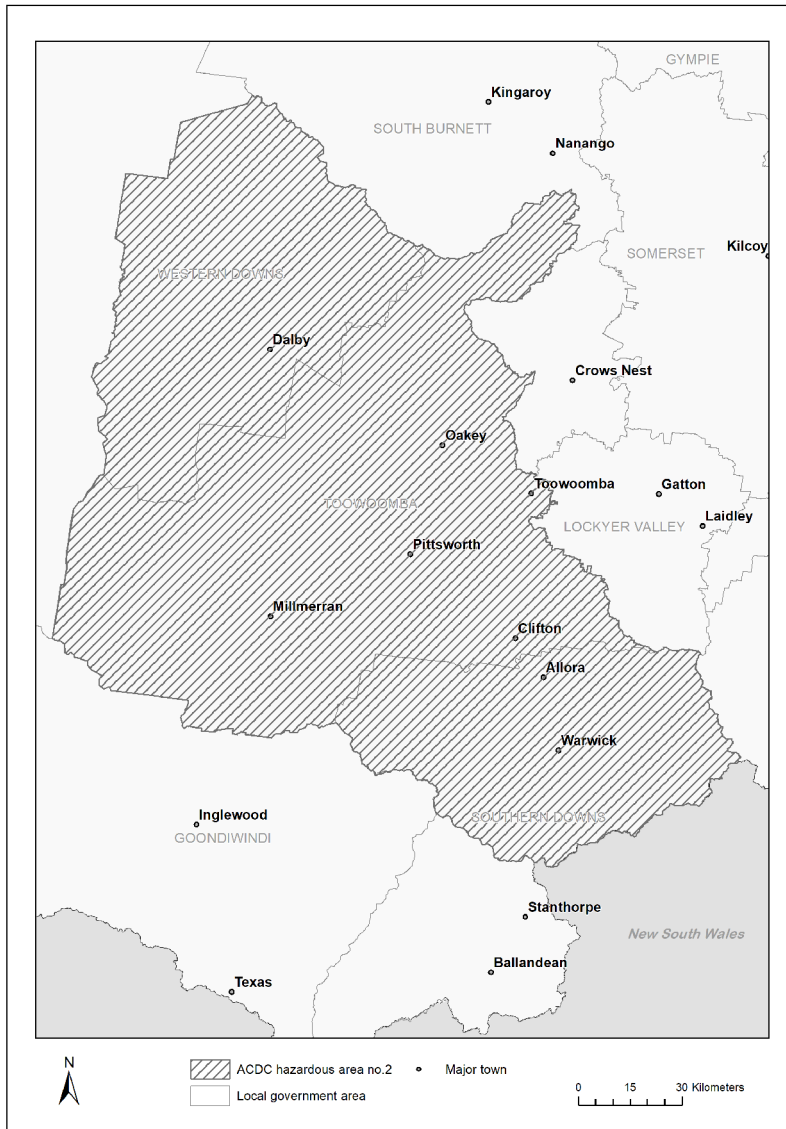 GYMPIE
Kingaroy
SOUTH BURNETT
Nanango
Kilcoy
SOMERSET
WESTERN DOWNS
Dalby
Crows Nest
Oakey
Toowoomba
Gatton
TOOWOOMBA
Laidley
LOCKYER VALLEY
Pittsworth
Millmerran
Clifton
Allora
Warwick
Inglewood
SOUTHERN DOWNS
GOONDIWINDI
Stanthorpe
New South Wales
Ballandean
Texas
N
ACDC hazardous area no.2
Major town
Local government area
0 15 30 Kilometers